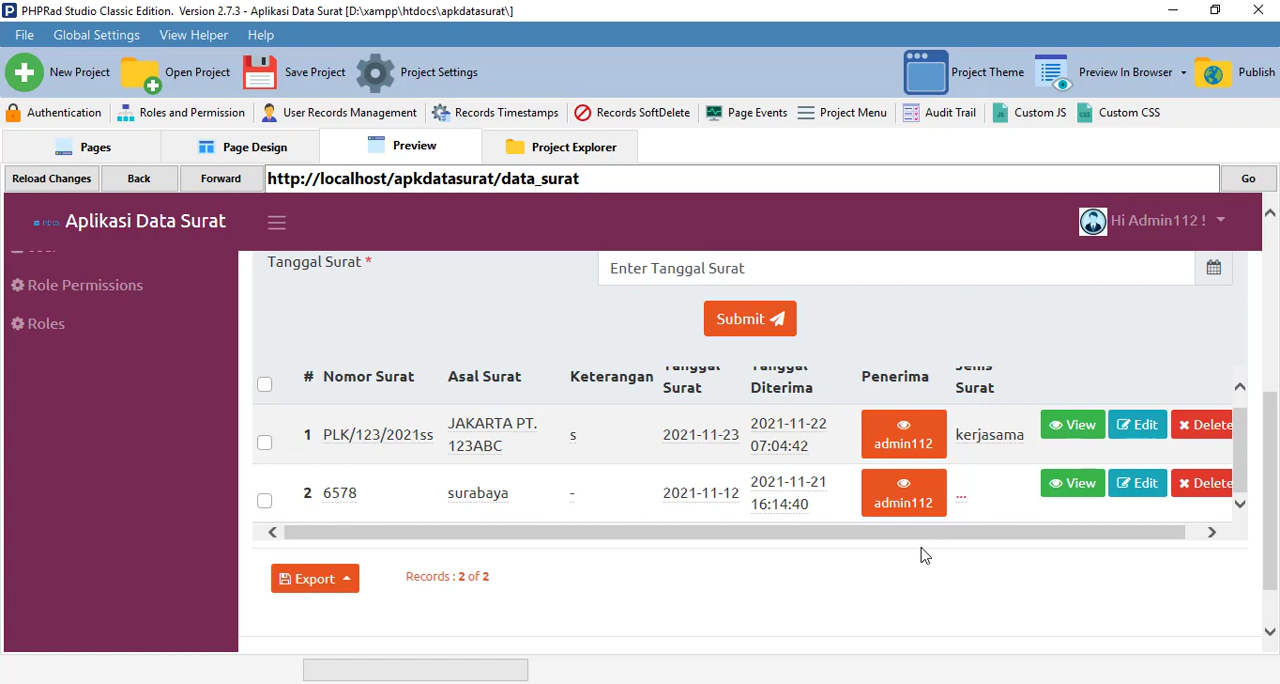 PHPRad Studio Classic Edition. Version 2.7.3 - Aplikasi Data Surat [D:\xampp\htdocs\apkdatasurat\]
File Global Settings View Helper Help
New Project Open Project Save Project Project Settings Project Theme Preview In Browser Publish
Authentication Roles and Permission User Records Management Records Timestamps Records SoftDelete Page Events Project Menu Audit Trail Custom JS Custom CSS
Pages Page Design Preview Project Explorer
Reload Changes Back Forward http://localhost/apkdatasurat/data_surat Go
Aplikasi Data Surat Hi Admin112 !
Role Permissions
Roles
Tanggal Surat * Enter Tanggal Surat
Submit
# Nomor Surat Asal Surat Keterangan Tanggal Surat Tanggal Diterima Penerima Jenis Surat
1 PLK/123/2021ss JAKARTA PT. 123ABC s 2021-11-23 2021-11-22 07:04:42 admin112 kerjasama View Edit Delete
2 6578 surabaya - 2021-11-12 2021-11-21 16:14:40 admin112 ... View Edit Delete
Export Records : 2 of 2